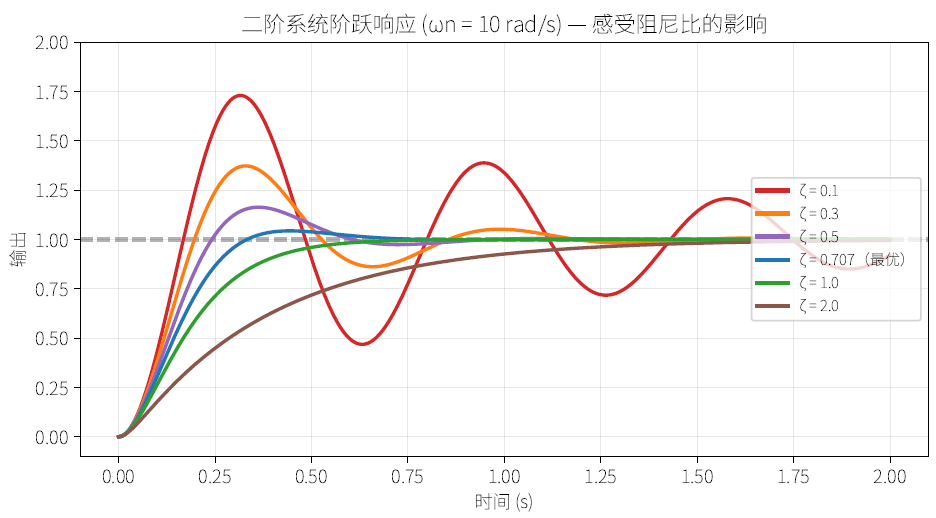 二阶系统阶跃响应 (ωn = 10 rad/s) — 感受阻尼比的影响
2.00
1.75
1.50
1.25
1.00
0.75
0.50
0.25
0.00
输出
ζ = 0.1
ζ = 0.3
ζ = 0.5
ζ = 0.707（最优）
ζ = 1.0
ζ = 2.0
0.00 0.25 0.50 0.75 1.00 1.25 1.50 1.75 2.00
时间 (s)